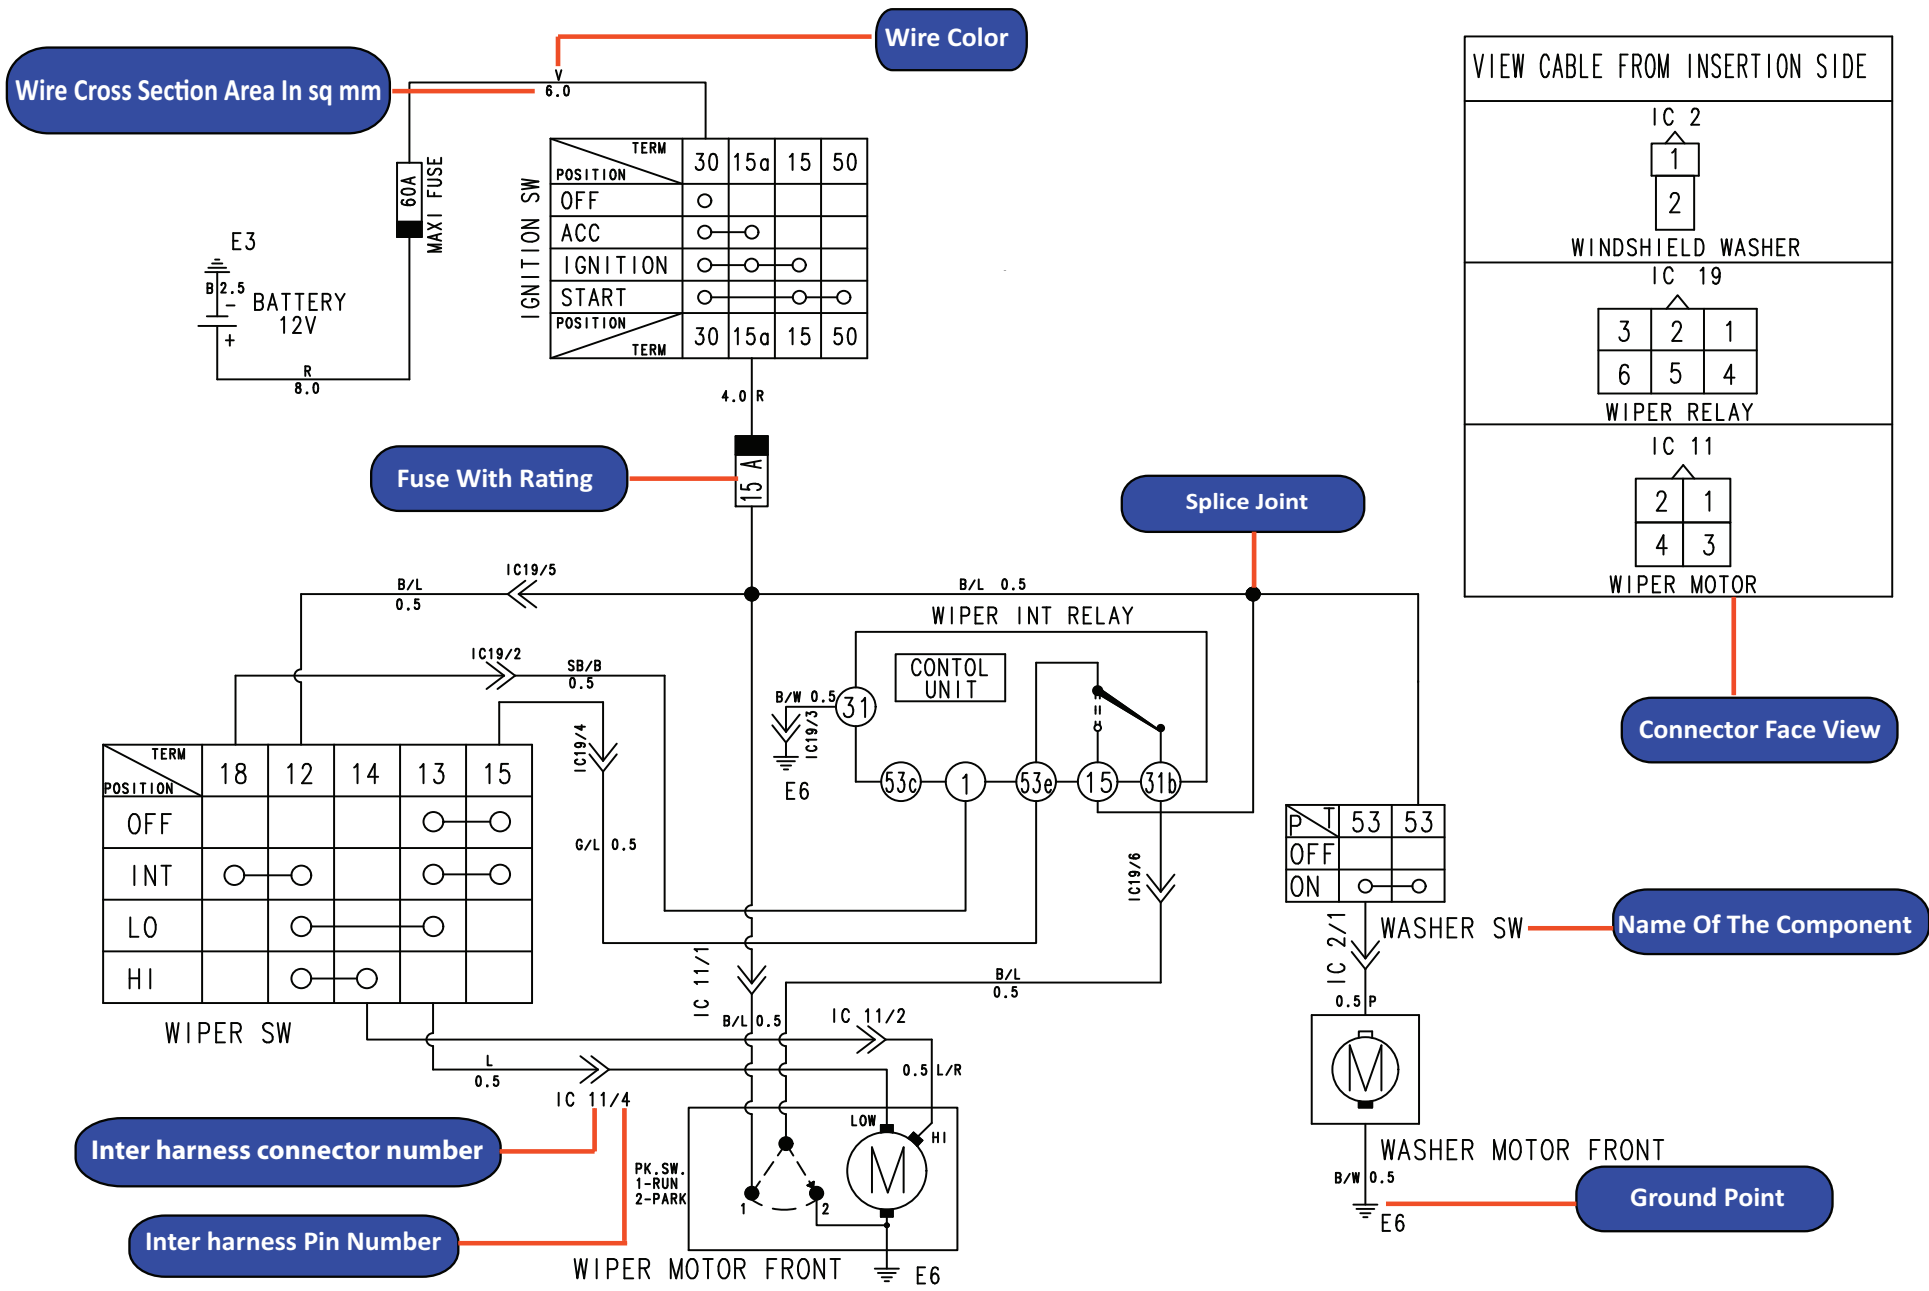 Wire Color
Wire Cross Section Area In sq mm
V
6.0
VIEW CABLE FROM INSERTION SIDE
IC 2
1
2
WINDSHIELD WASHER
IC 19
3 2 1
6 5 4
WIPER RELAY
IC 11
2 1
4 3
WIPER MOTOR
Connector Face View
60A
MAXI FUSE
E3
B 2.5
-
BATTERY
12V
+
R
8.0
IGNITION SW
TERM
POSITION
30 15a 15 50
OFF
ACC
IGNITION
START
POSITION
TERM
30 15a 15 50
4.0 R
Fuse With Rating
15 A
Splice Joint
B/L
0.5
IC19/5
B/L 0.5
WIPER INT RELAY
CONTOL
UNIT
IC19/2
SB/B
0.5
B/W 0.5
31
IC19/3
E6
IC19/4
53c 1 53e 15 31b
G/L 0.5
IC19/6
TERM
POSITION
18 12 14 13 15
OFF
INT
LO
HI
WIPER SW
P T 53 53
OFF
ON
IC 2/1
WASHER SW
Name Of The Component
0.5 P
M
WASHER MOTOR FRONT
B/W 0.5
E6
Ground Point
IC 11/1
B/L
0.5
B/L 0.5
IC 11/2
L
0.5
0.5 L/R
IC 11/4
LOW
HI
M
PK.SW.
1-RUN
2-PARK
1
2
WIPER MOTOR FRONT
E6
Inter harness connector number
Inter harness Pin Number